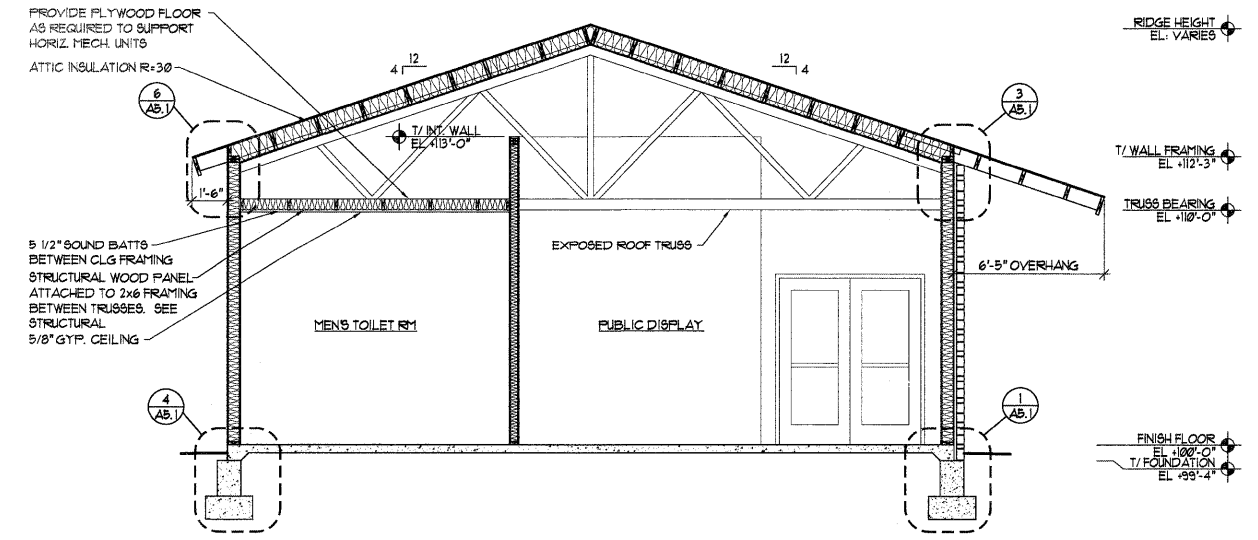 PROVIDE PLYWOOD FLOOR
AS REQUIRED TO SUPPORT
HORIZ. MECH. UNITS
ATTIC INSULATION R=30
6
A5.1
12
4
12
4
3
A5.1
RIDGE HEIGHT
EL: VARIES
T/ INT. WALL
EL +113'-0"
T/ WALL FRAMING
EL +112'-3"
1'-6"
TRUSS BEARING
EL +110'-0"
5 1/2" SOUND BATTS
BETWEEN CLG FRAMING
STRUCTURAL WOOD PANEL
ATTACHED TO 2x6 FRAMING
BETWEEN TRUSSES. SEE
STRUCTURAL
5/8" GYP. CEILING
EXPOSED ROOF TRUSS
6'-5" OVERHANG
MEN'S TOILET RM
PUBLIC DISPLAY
4
A5.1
1
A5.1
FINISH FLOOR
EL +100'-0"
T/ FOUNDATION
EL +99'-4"